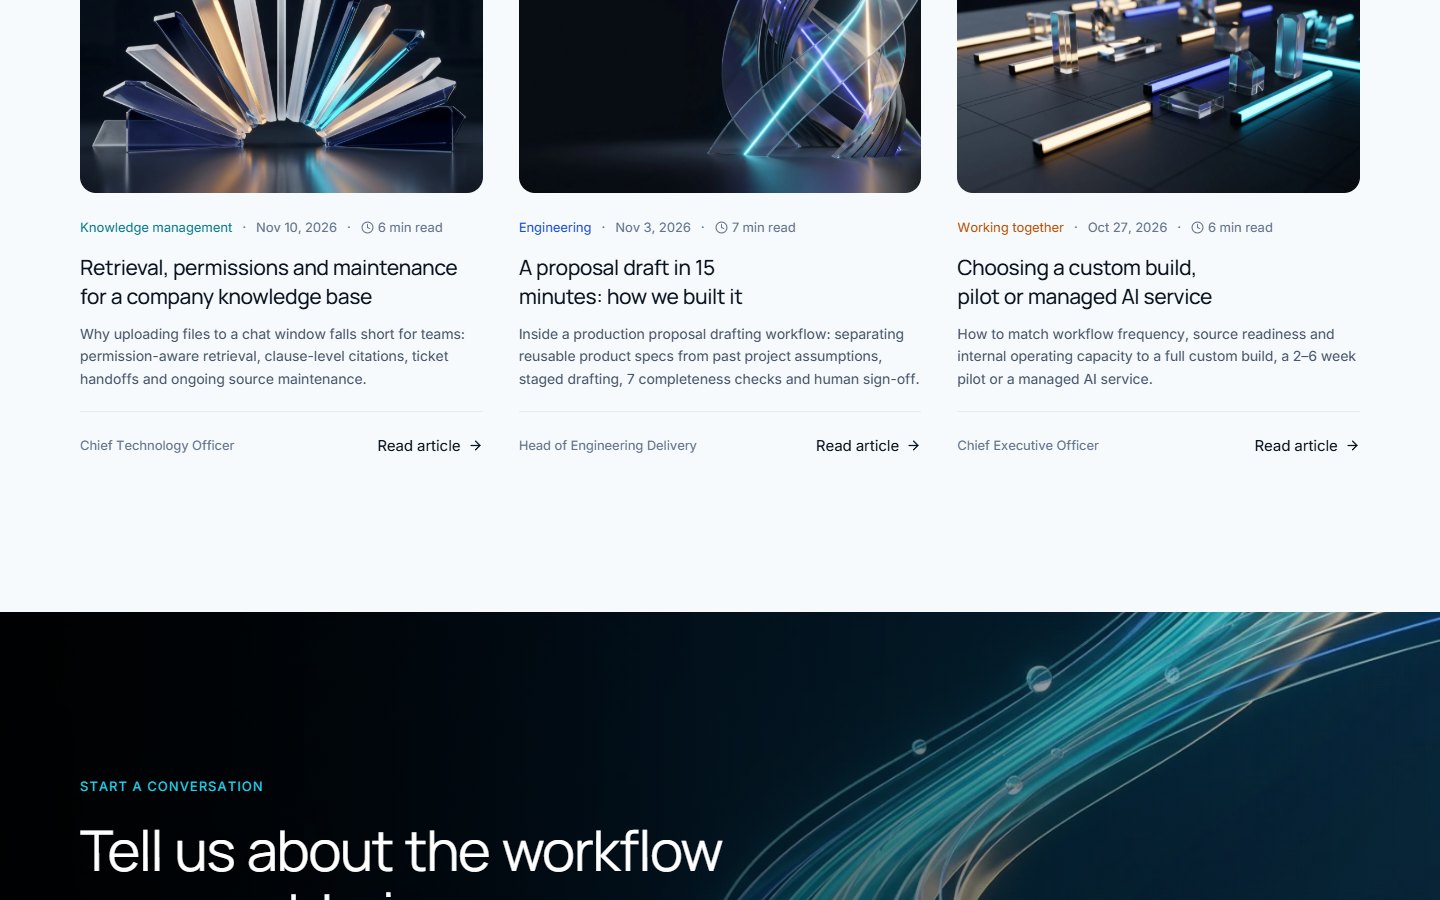 Knowledge management · Nov 10, 2026 · 6 min read
Retrieval, permissions and maintenance
for a company knowledge base
Why uploading files to a chat window falls short for teams:
permission-aware retrieval, clause-level citations, ticket
handoffs and ongoing source maintenance.
Chief Technology Officer
Read article →
Engineering · Nov 3, 2026 · 7 min read
A proposal draft in 15
minutes: how we built it
Inside a production proposal drafting workflow: separating
reusable product specs from past project assumptions,
staged drafting, 7 completeness checks and human sign-off.
Head of Engineering Delivery
Read article →
Working together · Oct 27, 2026 · 6 min read
Choosing a custom build,
pilot or managed AI service
How to match workflow frequency, source readiness and
internal operating capacity to a full custom build, a 2–6 week
pilot or a managed AI service.
Chief Executive Officer
Read article →
START A CONVERSATION
Tell us about the workflow